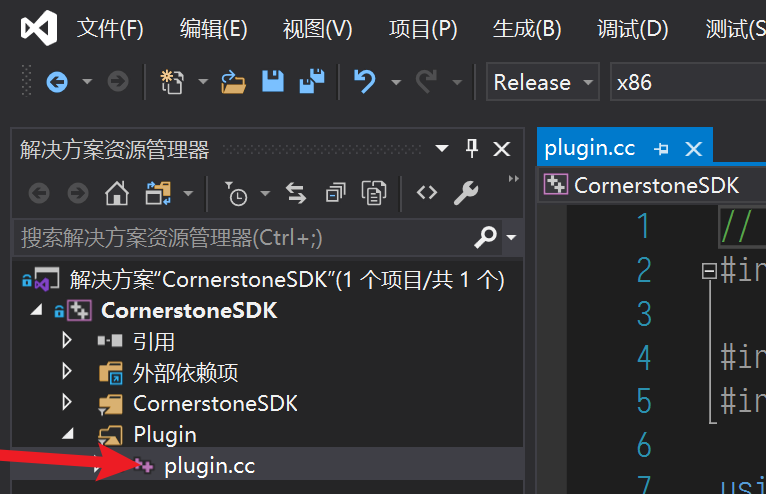 文件(F) 编辑(E) 视图(V) 项目(P) 生成(B) 调试(D) 测试(S
Release x86
解决方案资源管理器
plugin.cc
CornerstoneSDK
搜索解决方案资源管理器(Ctrl+;)
解决方案“CornerstoneSDK”(1 个项目/共 1 个)
CornerstoneSDK
引用
外部依赖项
CornerstoneSDK
Plugin
plugin.cc
1 //
2 #in
3
4 #in
5 #in
6
7 usi